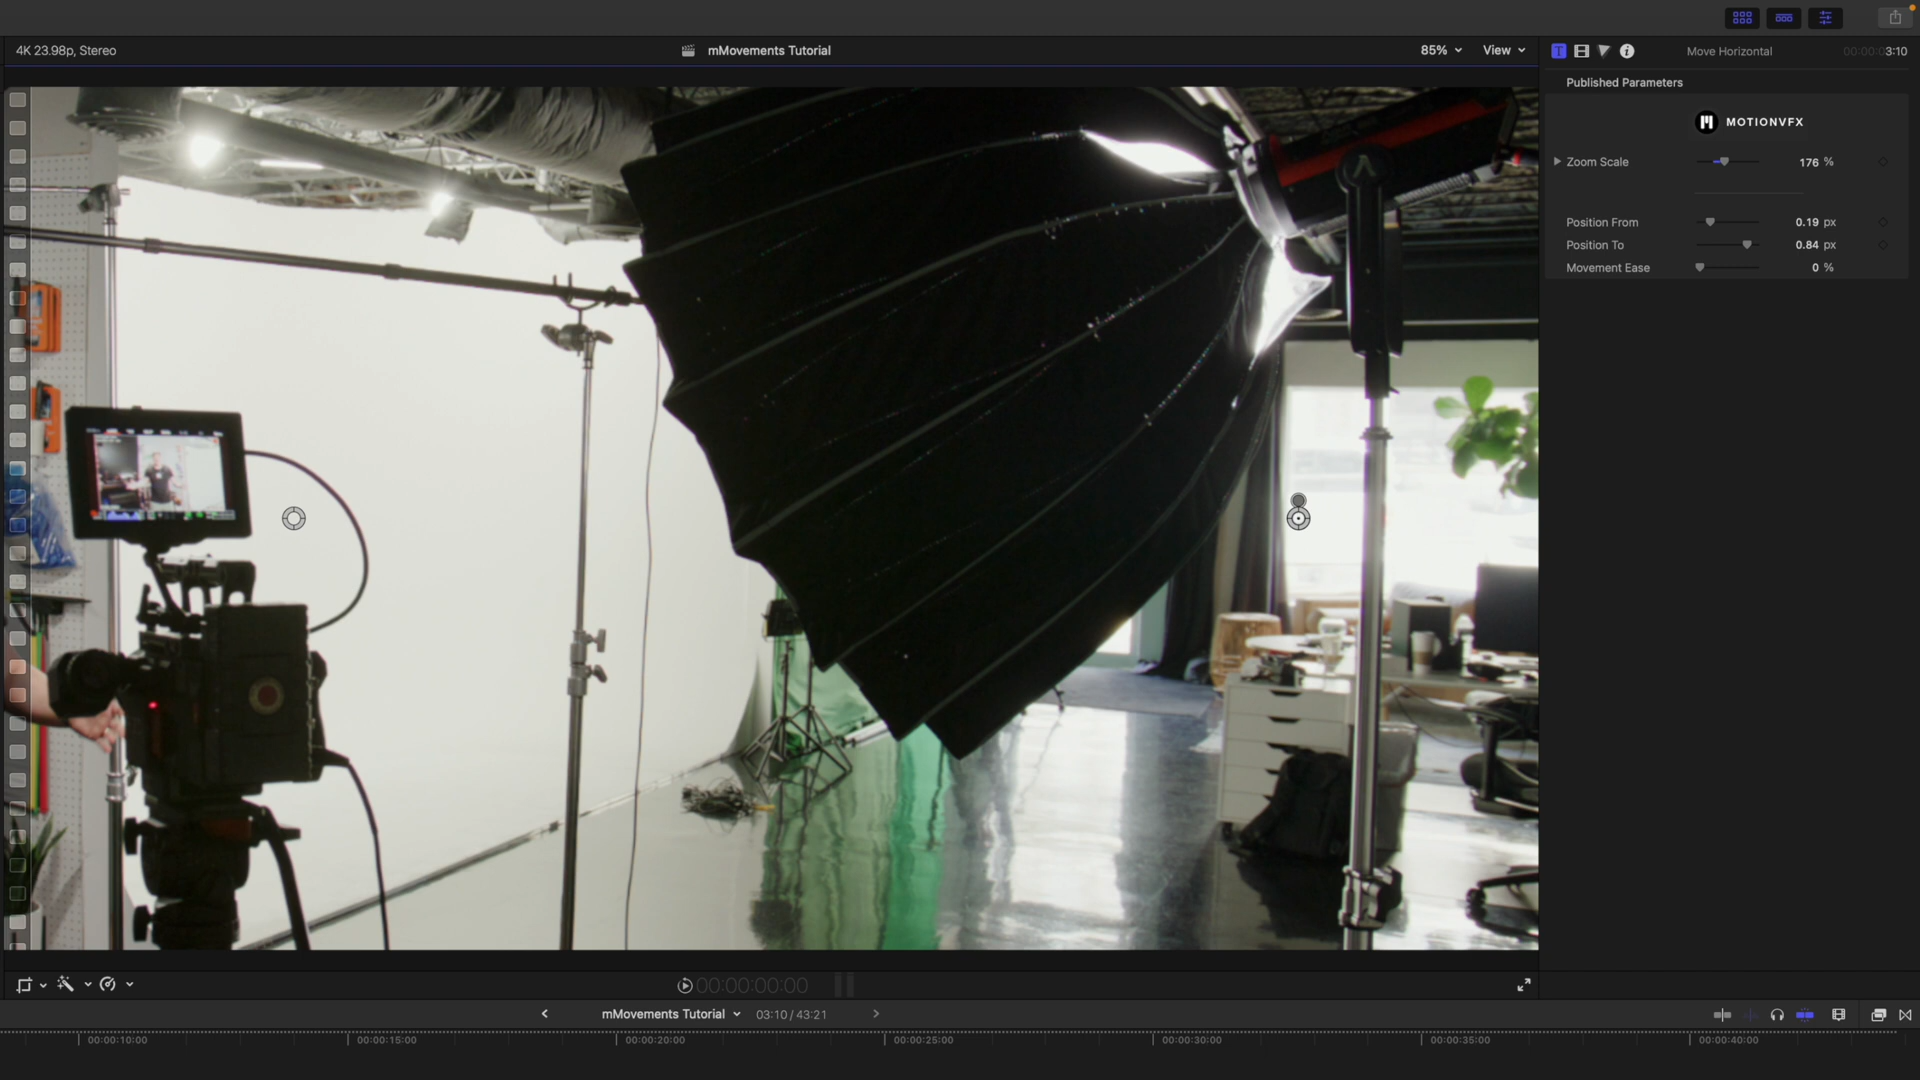 4K 23.98p, Stereo
mMovements Tutorial
85%
View
T
Move Horizontal
00:00:03:10
Published Parameters
MOTIONVFX
Zoom Scale
176 %
Position From
0.19 px
Position To
0.84 px
Movement Ease
0 %
00:00:00:00
mMovements Tutorial
03:10 / 43:21
00:00:10:00
00:00:15:00
00:00:20:00
00:00:25:00
00:00:30:00
00:00:35:00
00:00:40:00